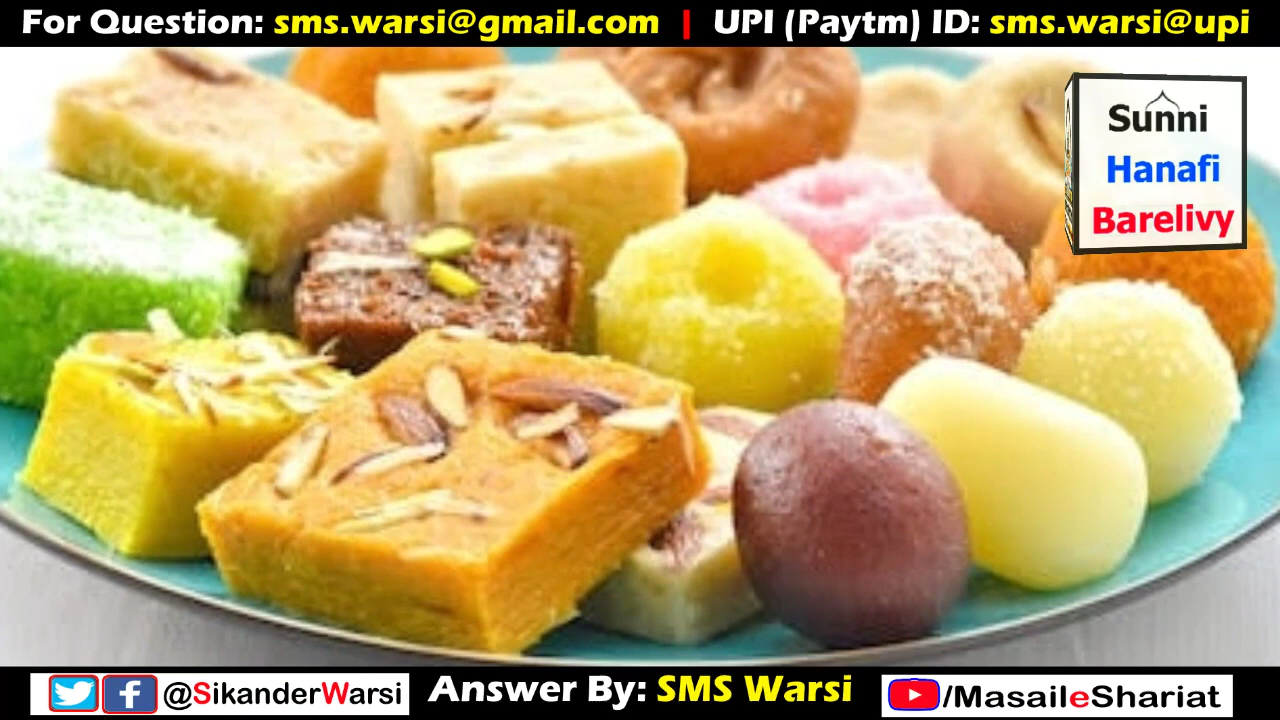 For Question: sms.warsi@gmail.com | UPI (Paytm) ID: sms.warsi@upi
Sunni
Hanafi
Barelivy
@SikanderWarsi
Answer By: SMS Warsi
/MasaileShariat